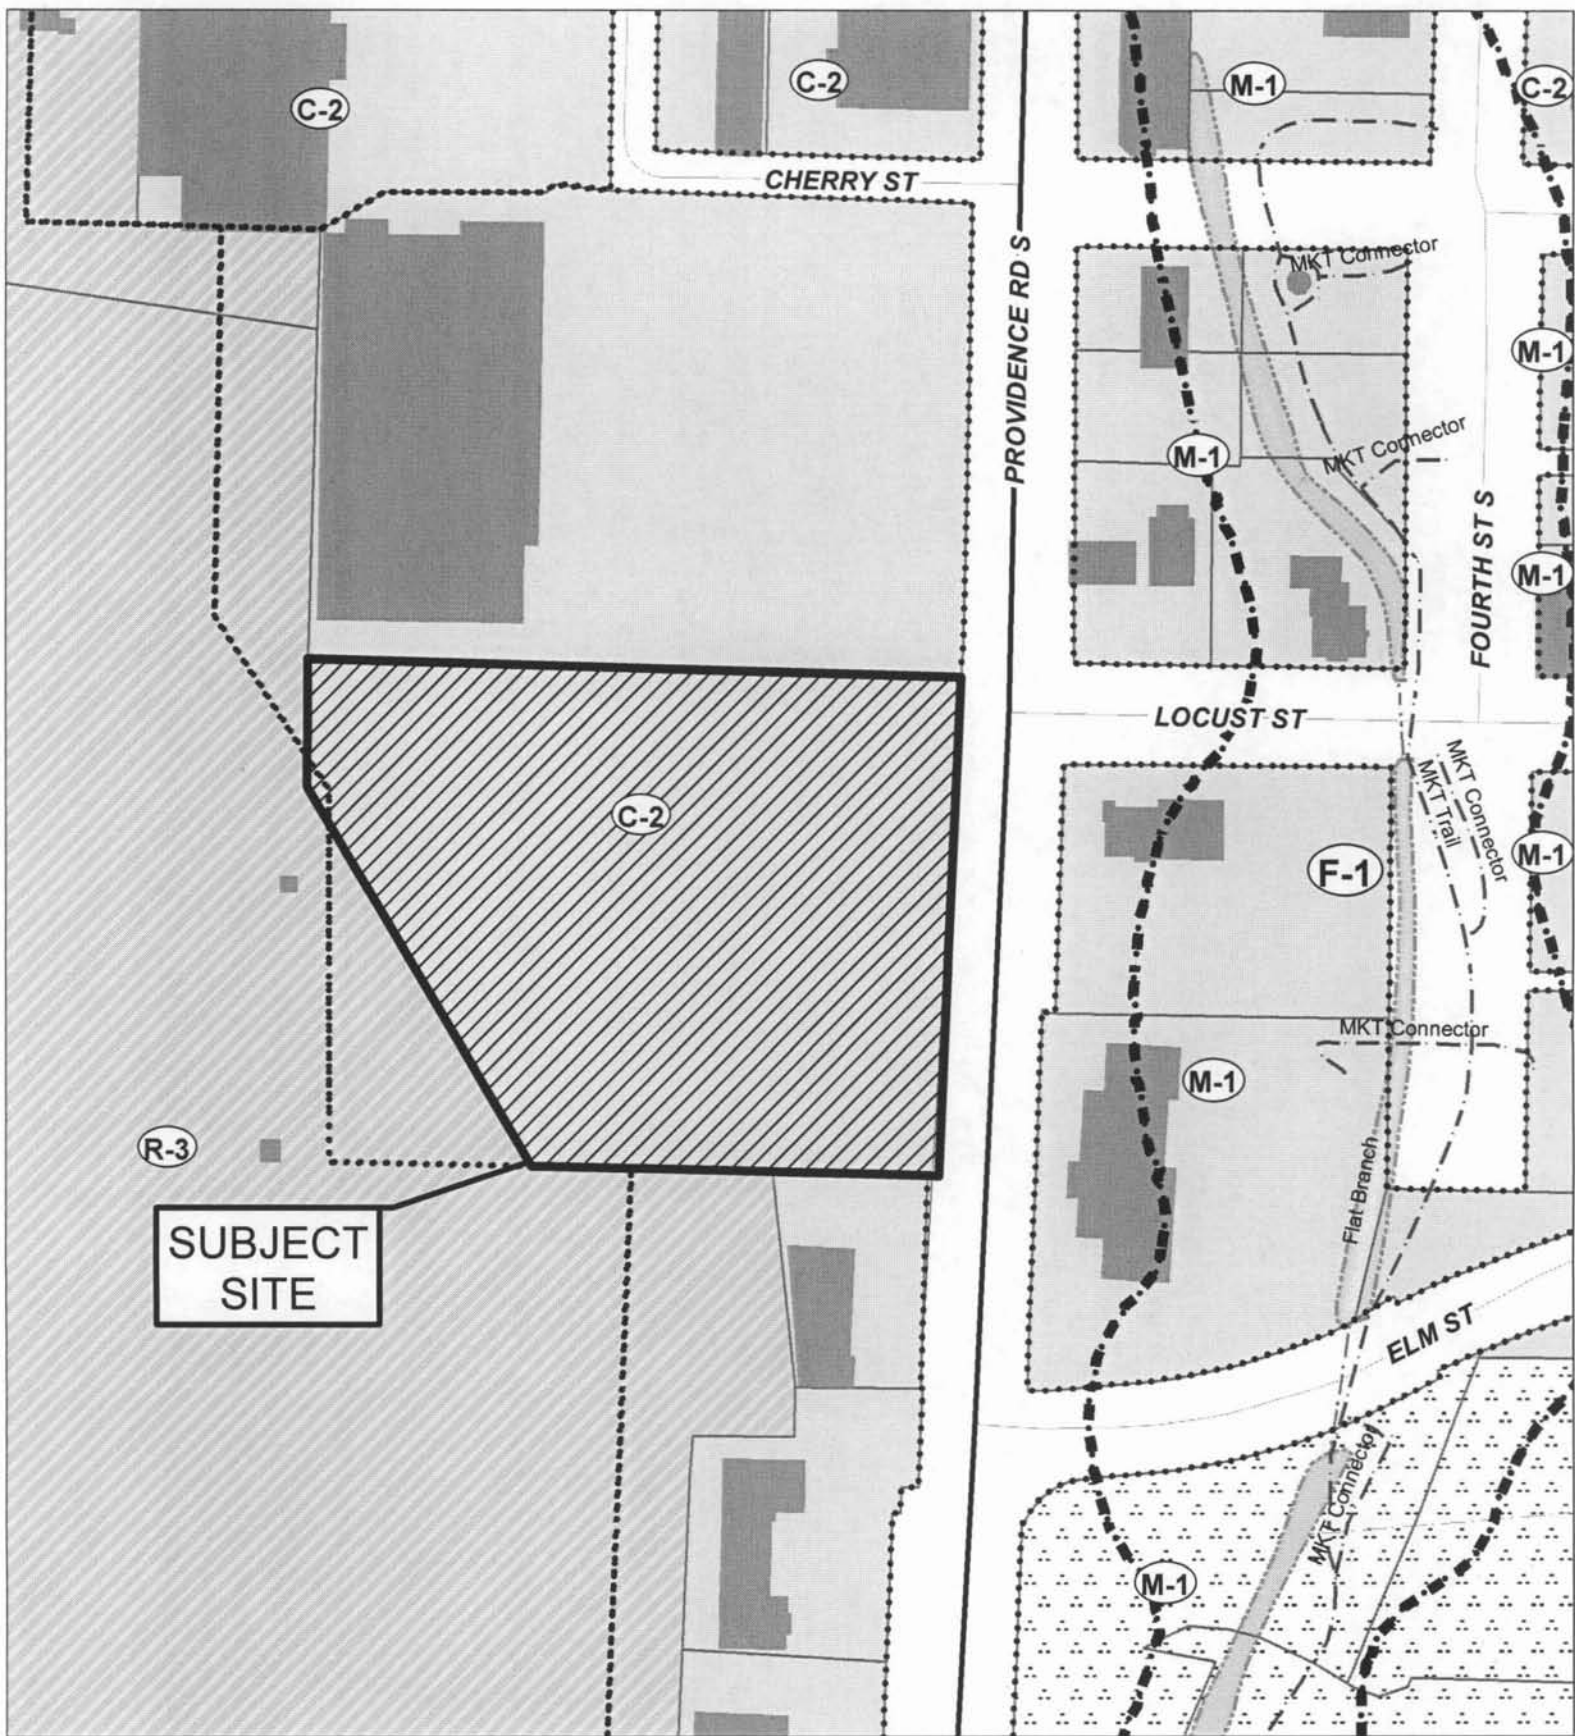 C-2
C-2
M-1
C-2
CHERRY ST
PROVIDENCE RD S
MKT Connector
M-1
MKT Connector
M-1
FOURTH ST S
M-1
LOCUST ST
C-2
MKT Connector
MKT Trail
M-1
F-1
MKT Connector
M-1
R-3
Flat Branch
SUBJECT
SITE
ELM ST
MKT Connector
M-1